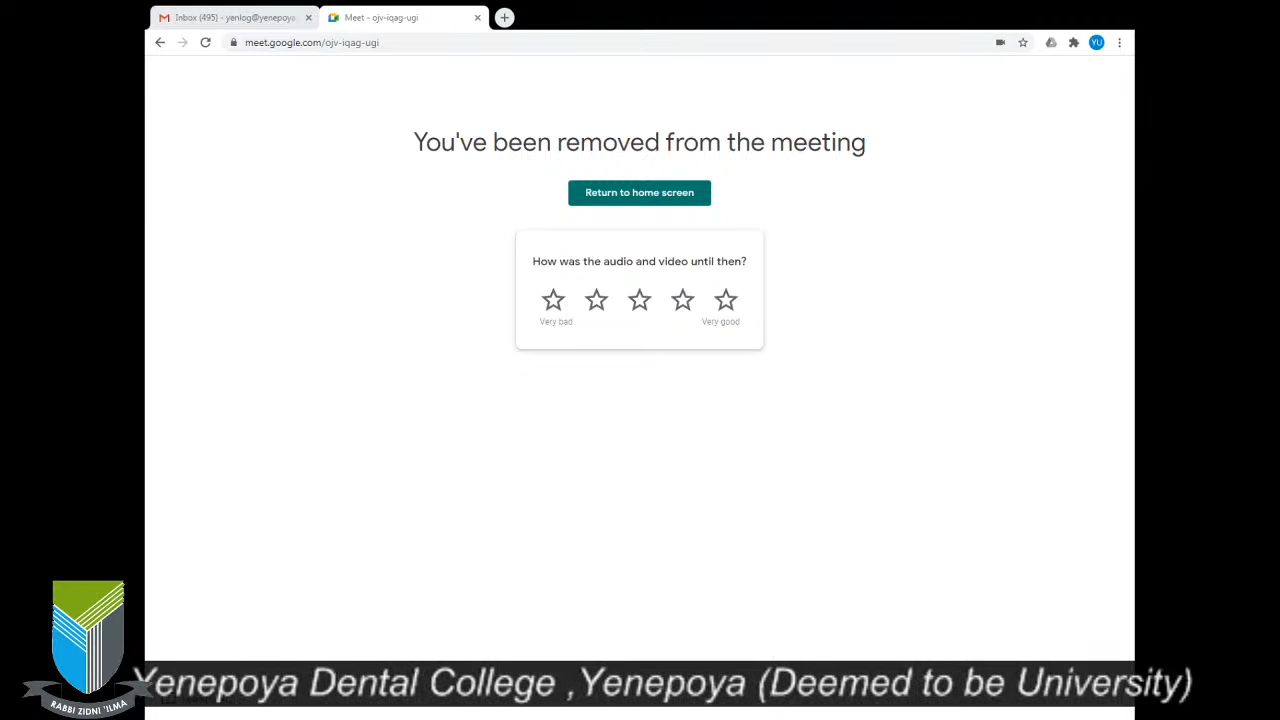 Inbox (495) - yenlog@yenepoya
Meet - ojv-iqag-ugi
meet.google.com/ojv-iqag-ugi
YU
You've been removed from the meeting
Return to home screen
How was the audio and video until then?
Very bad
Very good
Yenepoya Dental College ,Yenepoya (Deemed to be University)
RABBI ZIDNI 'ILMA